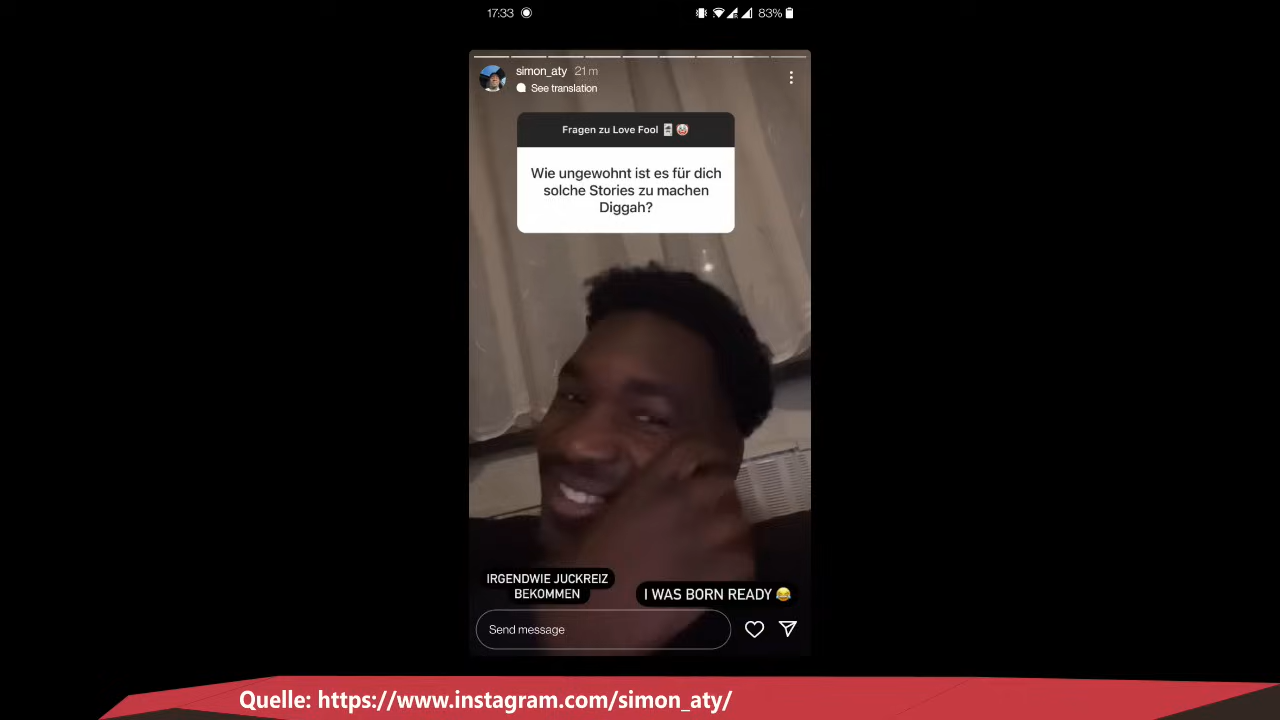 17:33 83%
simon_aty 21 m
See translation
Fragen zu Love Fool 🃏🤡
Wie ungewohnt ist es für dich
solche Stories zu machen
Diggah?
IRGENDWIE JUCKREIZ
BEKOMMEN
I WAS BORN READY 😂
Send message
Quelle: https://www.instagram.com/simon_aty/